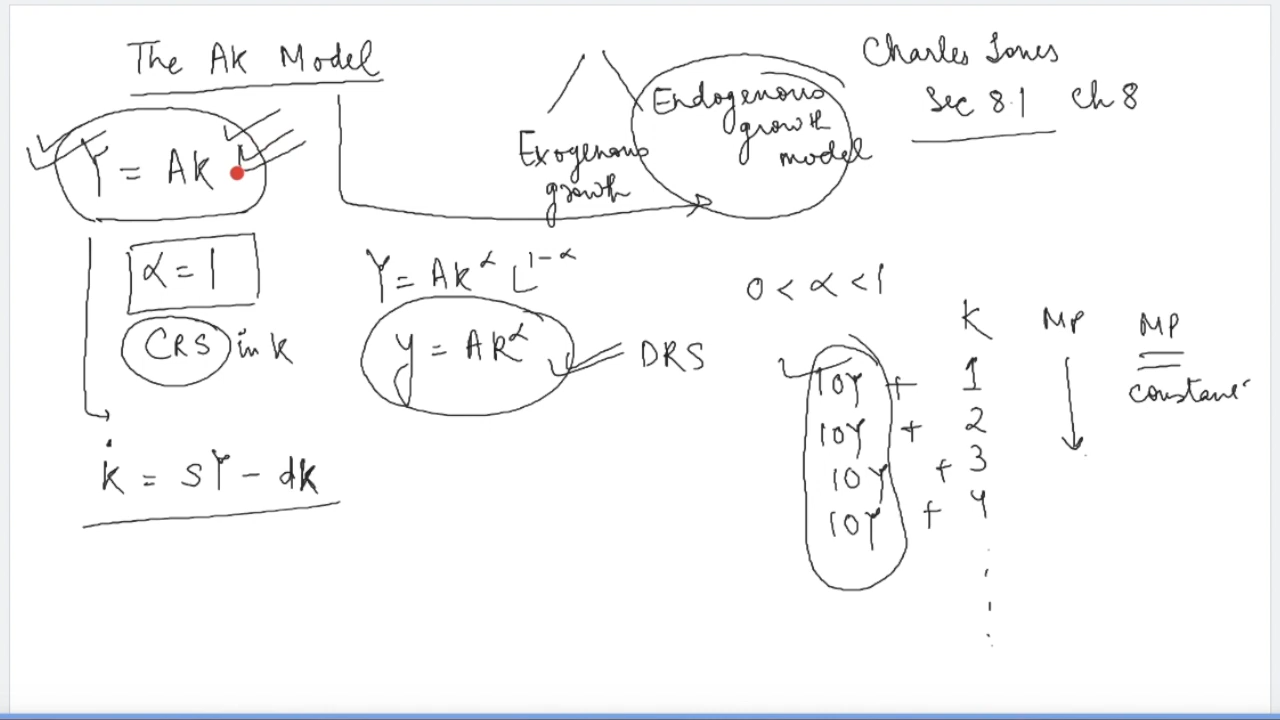 The AK Model
Charles Jones
Sec 8.1 Ch 8
Exogenous growth
Endogenous growth model
Y = AK¹
α = 1
CRS in K
Y = AK^α L^1-α
y = Ak^α DRS
0 < α < 1
K MP MP
constant
10Y + 1
10Y + 2
10Y + 3
10Y + 4
K̇ = sY - dK